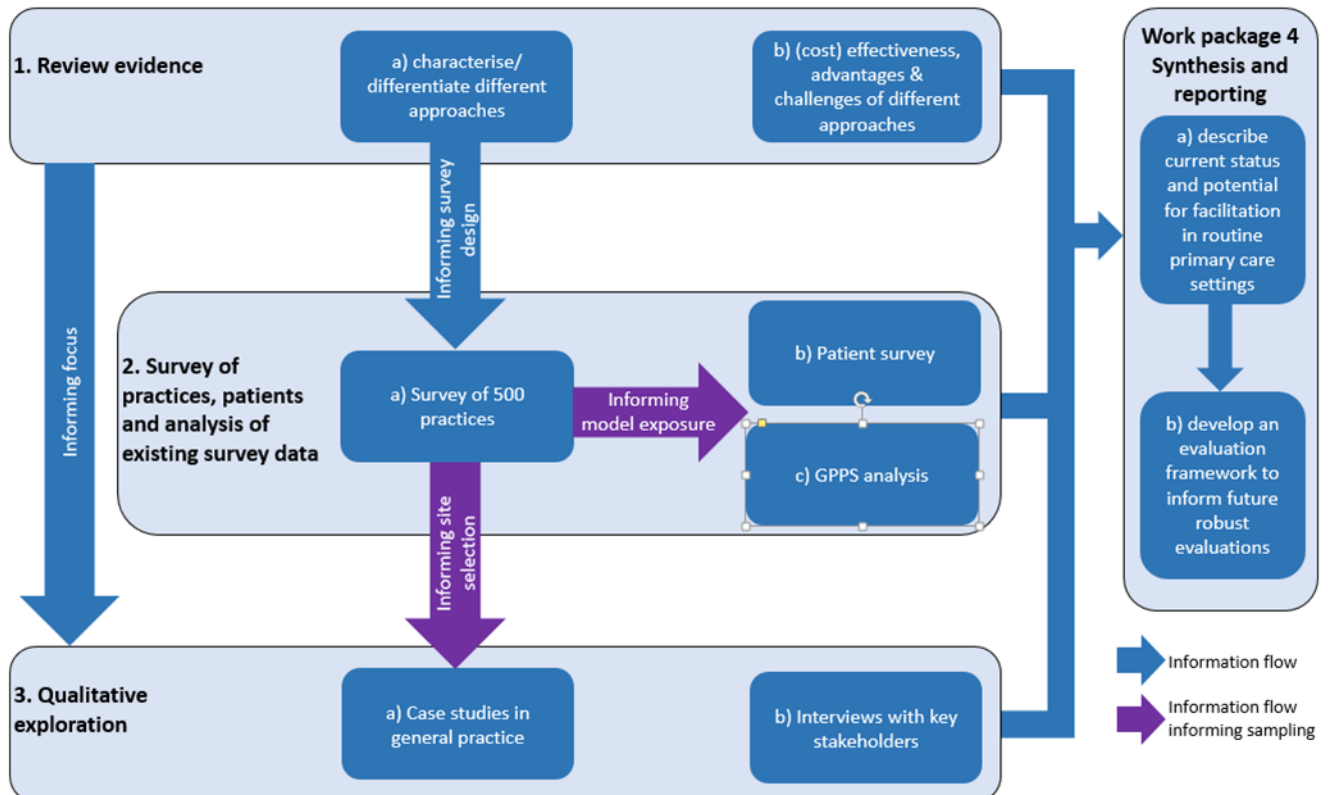 1. Review evidence
a) characterise/
differentiate different
approaches
b) (cost) effectiveness,
advantages &
challenges of different
approaches
Informing survey
design
Informing focus
2. Survey of
practices, patients
and analysis of
existing survey data
a) Survey of 500
practices
Informing
model exposure
b) Patient survey
c) GPPS analysis
Informing site
selection
3. Qualitative
exploration
a) Case studies in
general practice
b) Interviews with key
stakeholders
Work package 4
Synthesis and
reporting
a) describe
current status
and potential
for facilitation
in routine
primary care
settings
b) develop an
evaluation
framework to
inform future
robust
evaluations
Information flow
Information flow
informing sampling